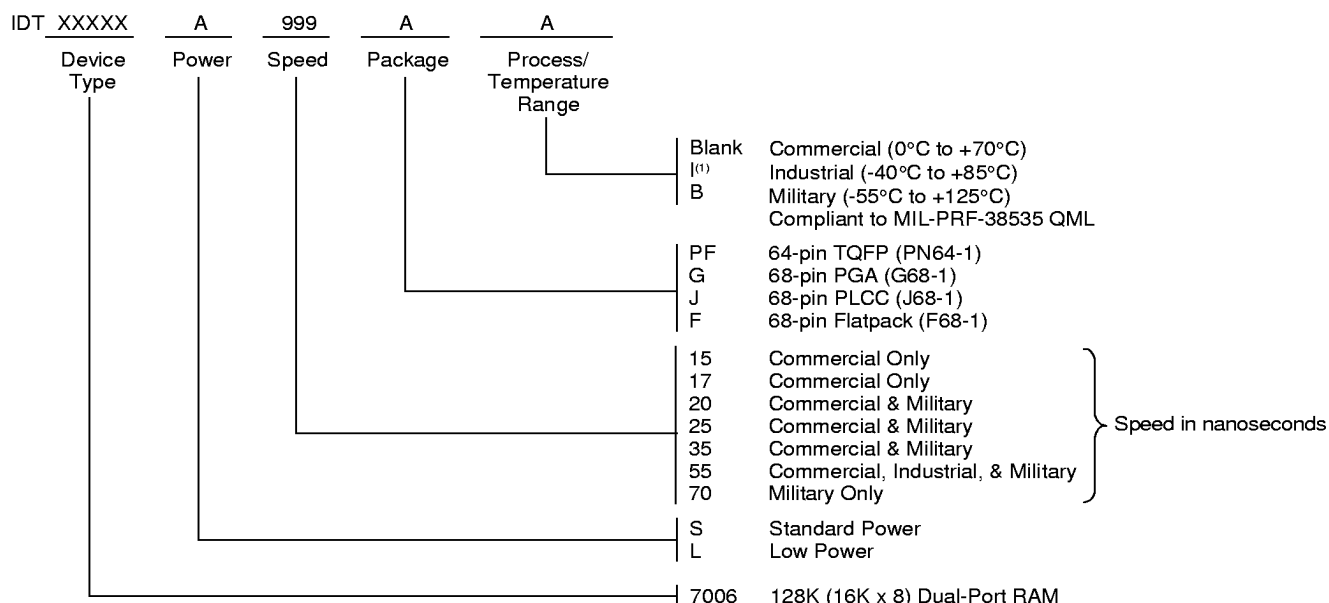 IDT XXXXX A 999 A A
Device Type Power Speed Package Process/ Temperature Range
Blank Commercial (0°C to +70°C)
I(1) Industrial (-40°C to +85°C)
B Military (-55°C to +125°C)
Compliant to MIL-PRF-38535 QML
PF 64-pin TQFP (PN64-1)
G 68-pin PGA (G68-1)
J 68-pin PLCC (J68-1)
F 68-pin Flatpack (F68-1)
15 Commercial Only
17 Commercial Only
20 Commercial & Military
25 Commercial & Military
35 Commercial & Military
55 Commercial, Industrial, & Military
70 Military Only
Speed in nanoseconds
S Standard Power
L Low Power
7006 128K (16K x 8) Dual-Port RAM